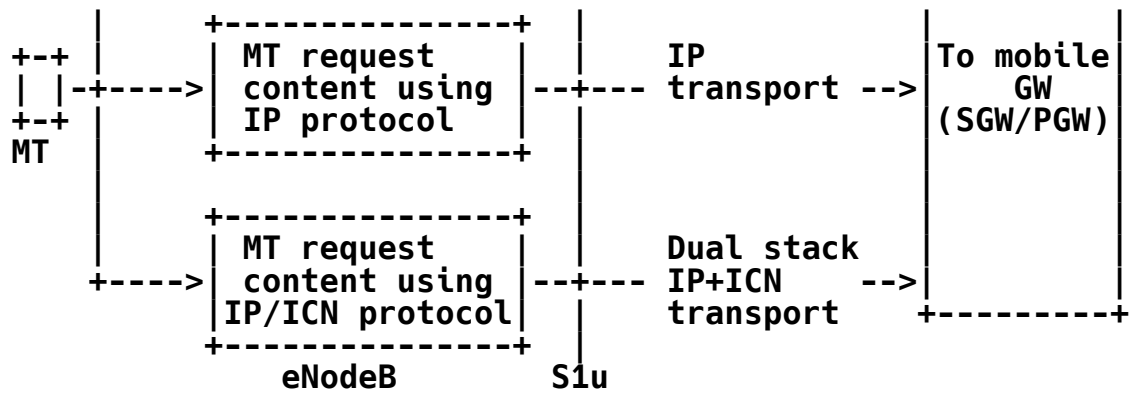 MT
MT request
content using
IP protocol
IP
transport
To mobile
GW
(SGW/PGW)
MT request
content using
IP/ICN protocol
Dual stack
IP+ICN
transport
eNodeB
S1u